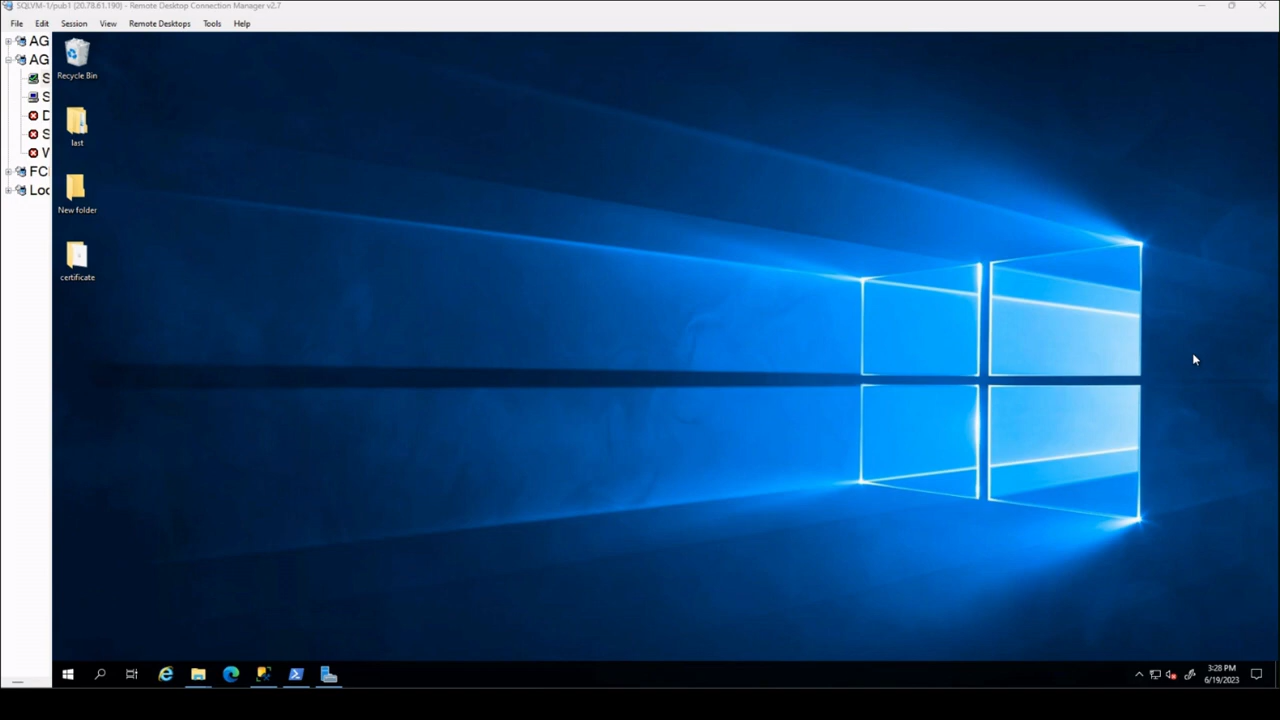 SQLVM-1/pub1 (20.78.61.190) - Remote Desktop Connection Manager v2.7
File Edit Session View Remote Desktops Tools Help
AG
AG
S
S
D
S
V
FC
Loc
Recycle Bin
last
New folder
certificate
3:28 PM
6/19/2023